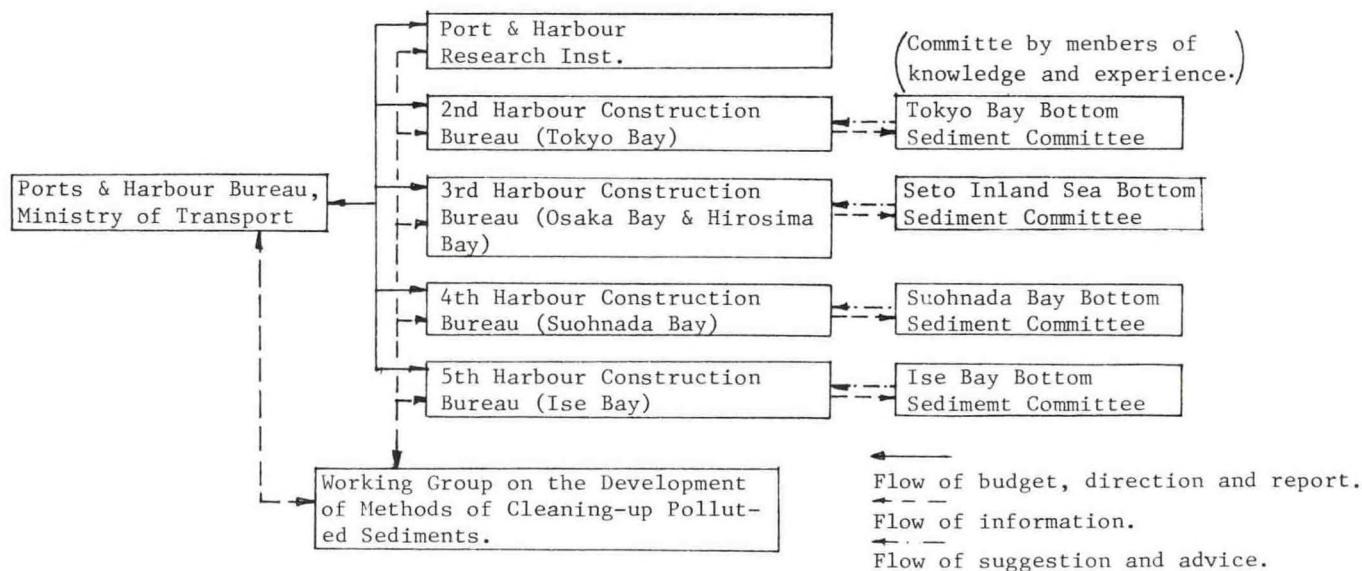 Port & Harbour
Research Inst.
(Committe by menbers of
knowledge and experience.)
2nd Harbour Construction
Bureau (Tokyo Bay)
Tokyo Bay Bottom
Sediment Committee
Ports & Harbour Bureau,
Ministry of Transport
3rd Harbour Construction
Bureau (Osaka Bay & Hirosima
Bay)
Seto Inland Sea Bottom
Sediment Committee
4th Harbour Construction
Bureau (Suohnada Bay)
Suohnada Bay Bottom
Sediment Committee
5th Harbour Construction
Bureau (Ise Bay)
Ise Bay Bottom
Sedimemt Committee
Working Group on the Development
of Methods of Cleaning-up Pollut-
ed Sediments.
Flow of budget, direction and report.
Flow of information.
Flow of suggestion and advice.